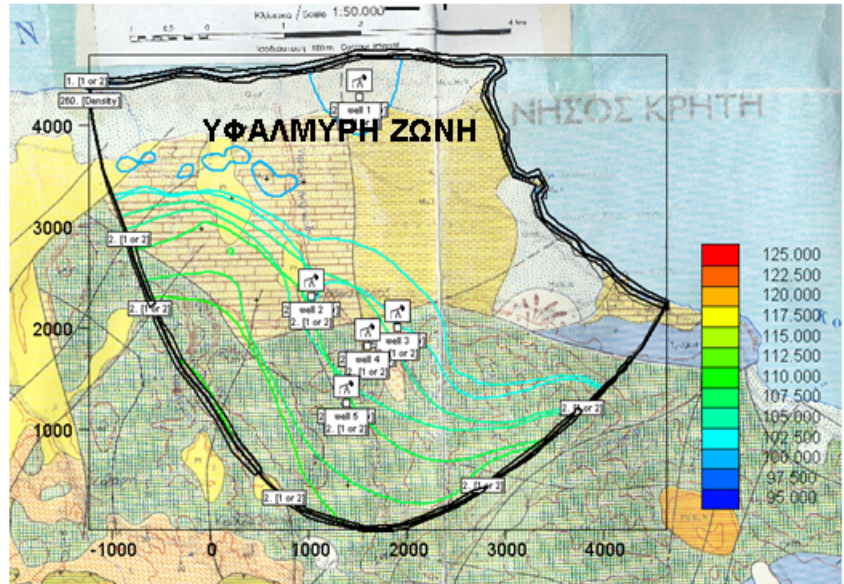 Κλίμακα / Scale 1:50.000
N
1. [1 or 2]
260. [Density]
well 1
ΥΦΑΛΜΥΡΗ ΖΩΝΗ
ΝΗΣΟΣ ΚΡΗΤΗ
4000
3000
2000
1000
2. [1 or 2]
2. [1 or 2]
well 2
2. [1 or 2]
well 3
well 4
2. [1 or 2]
well 5
2. [1 or 2]
2. [1 or 2]
2. [1 or 2]
2. [1 or 2]
-1000 0 1000 2000 3000 4000
125.000
122.500
120.000
117.500
115.000
112.500
110.000
107.500
105.000
102.500
100.000
97.500
95.000